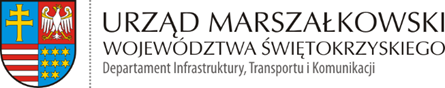 URZĄD MARSZAŁKOWSKI
WOJEWÓDZTWA ŚWIĘTOKRZYSKIEGO
Departament Infrastruktury, Transportu i Komunikacji